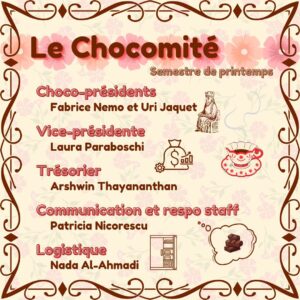 Le Chocomité
Semestre de printemps
Choco-présidents
Fabrice Nemo et Uri Jaquet
Vice-présidente
Laura Paraboschi
Trésorier
Arshwin Thayananthan
Communication et respo staff
Patricia Nicorescu
Logistique
Nada Al-Ahmadi